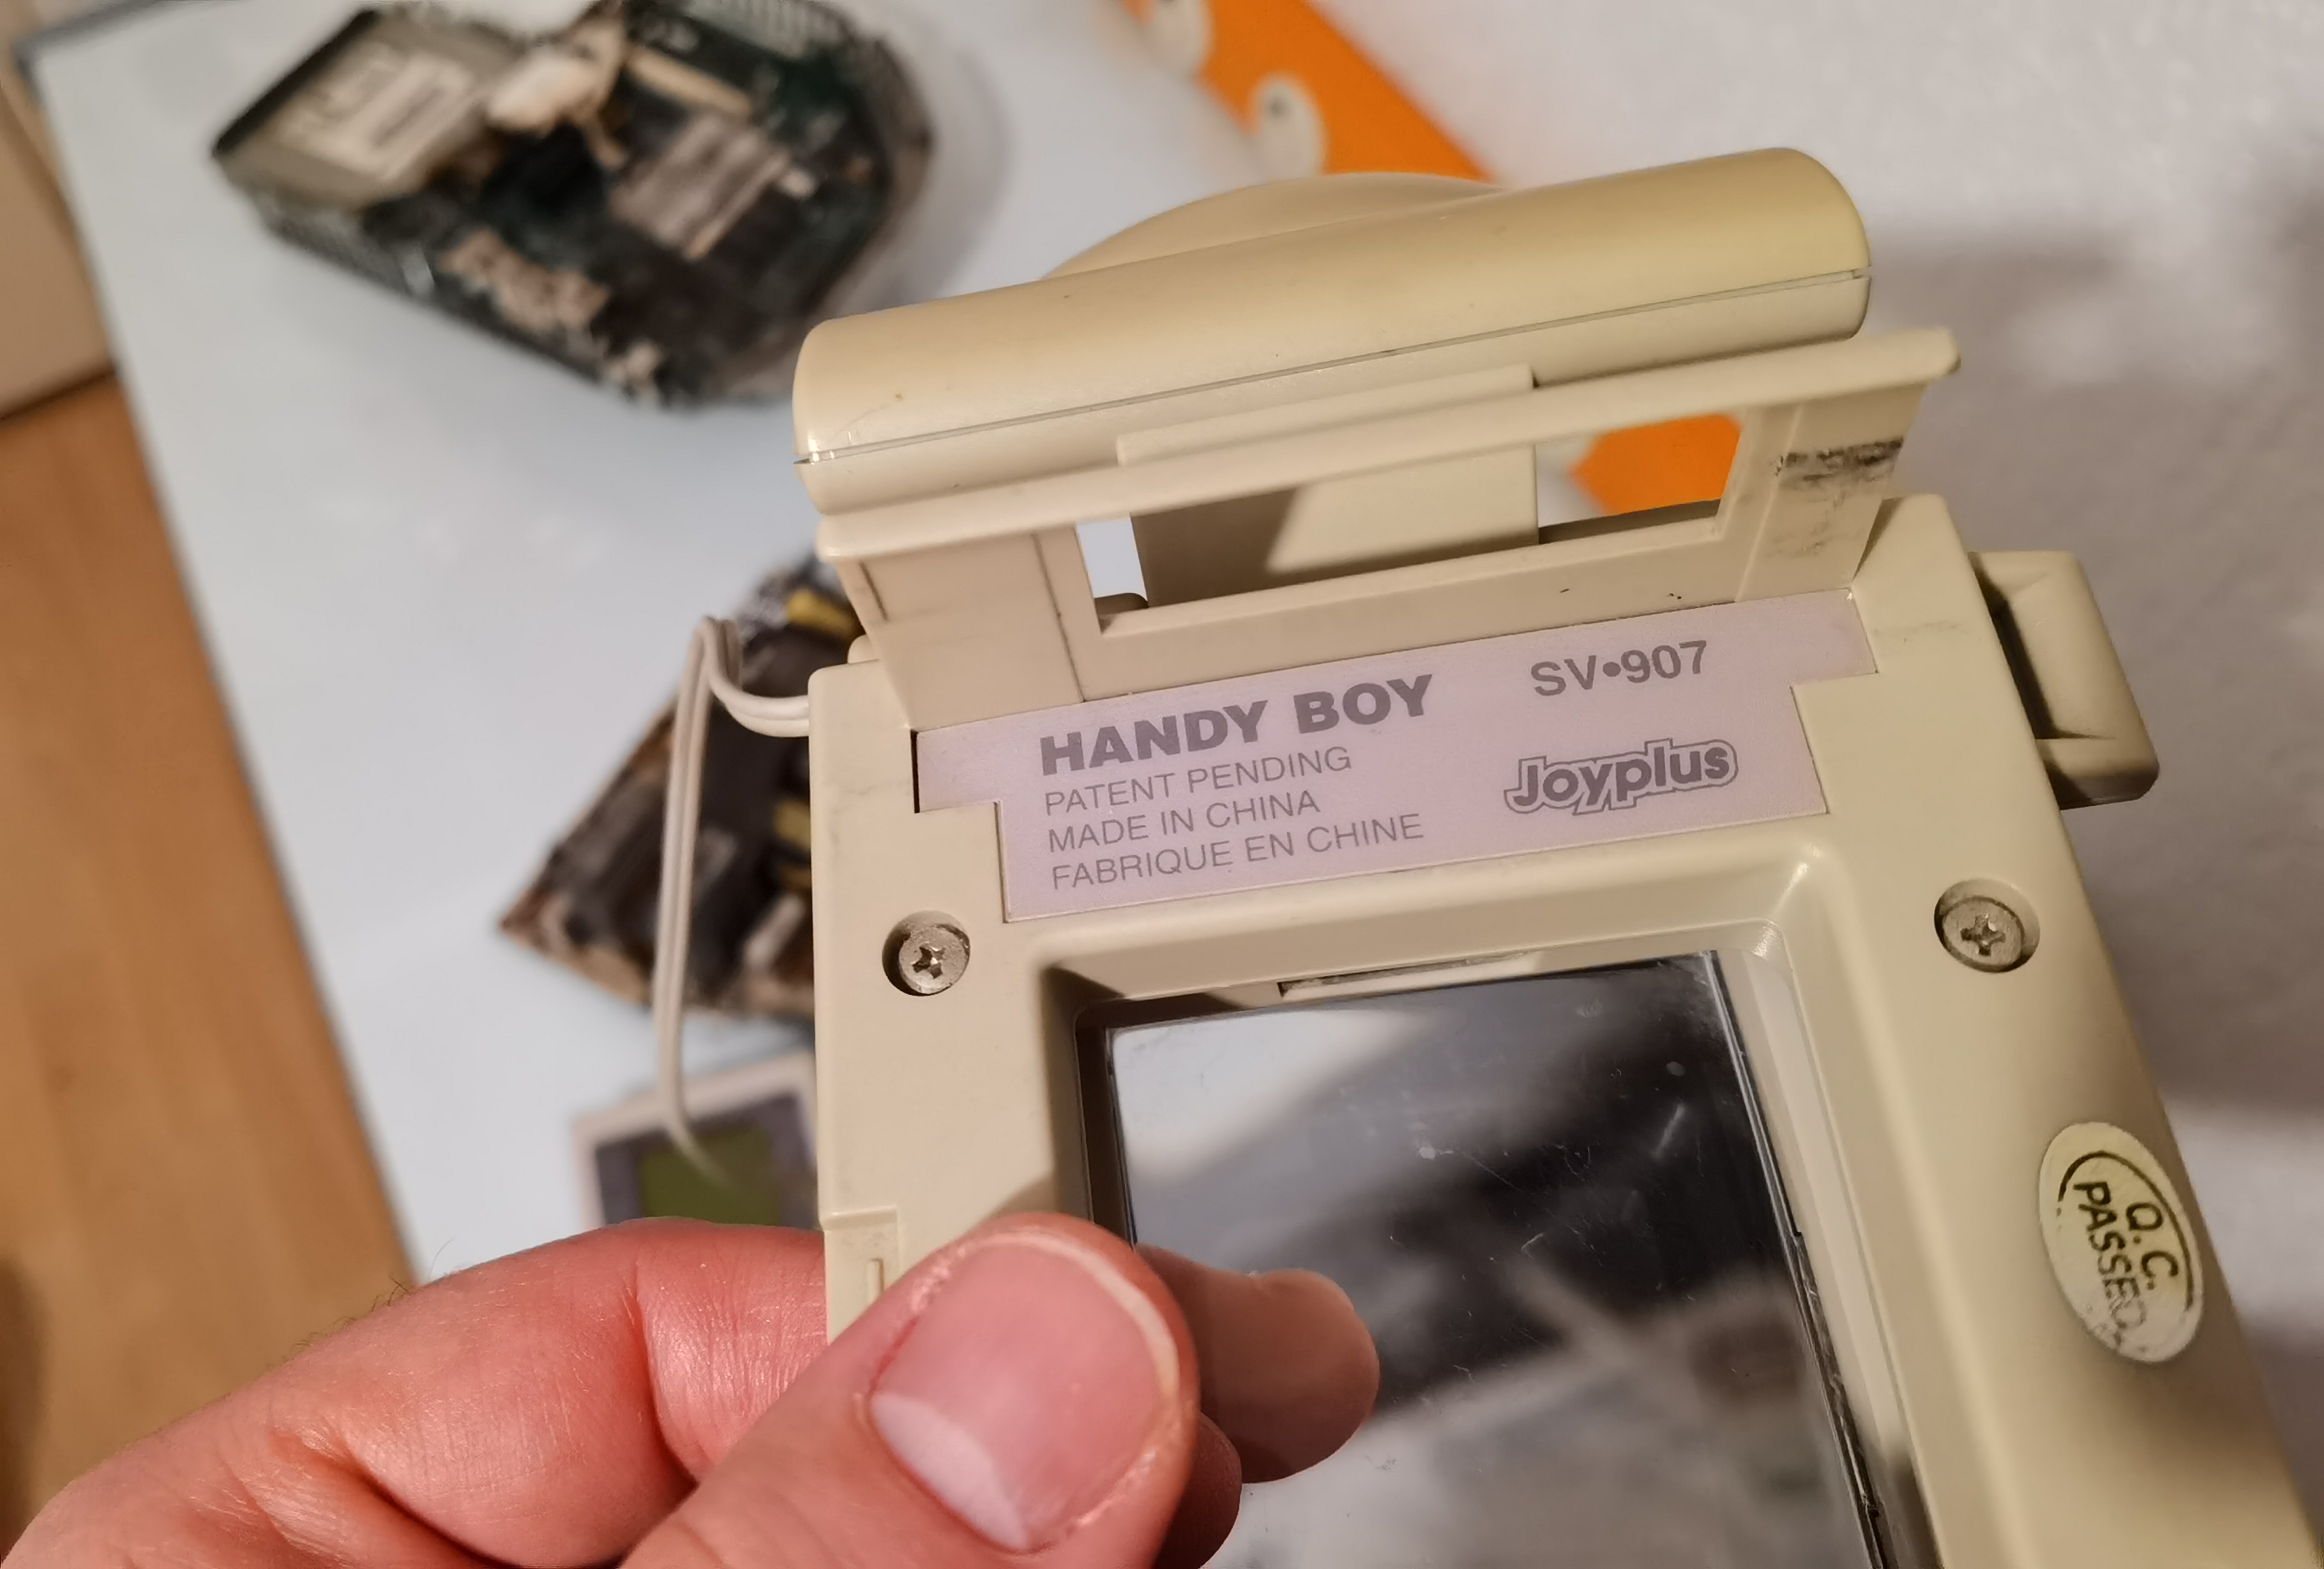 HANDY BOY
SV•907
PATENT PENDING
MADE IN CHINA
FABRIQUE EN CHINE
Joyplus
Q.C.
PASSED